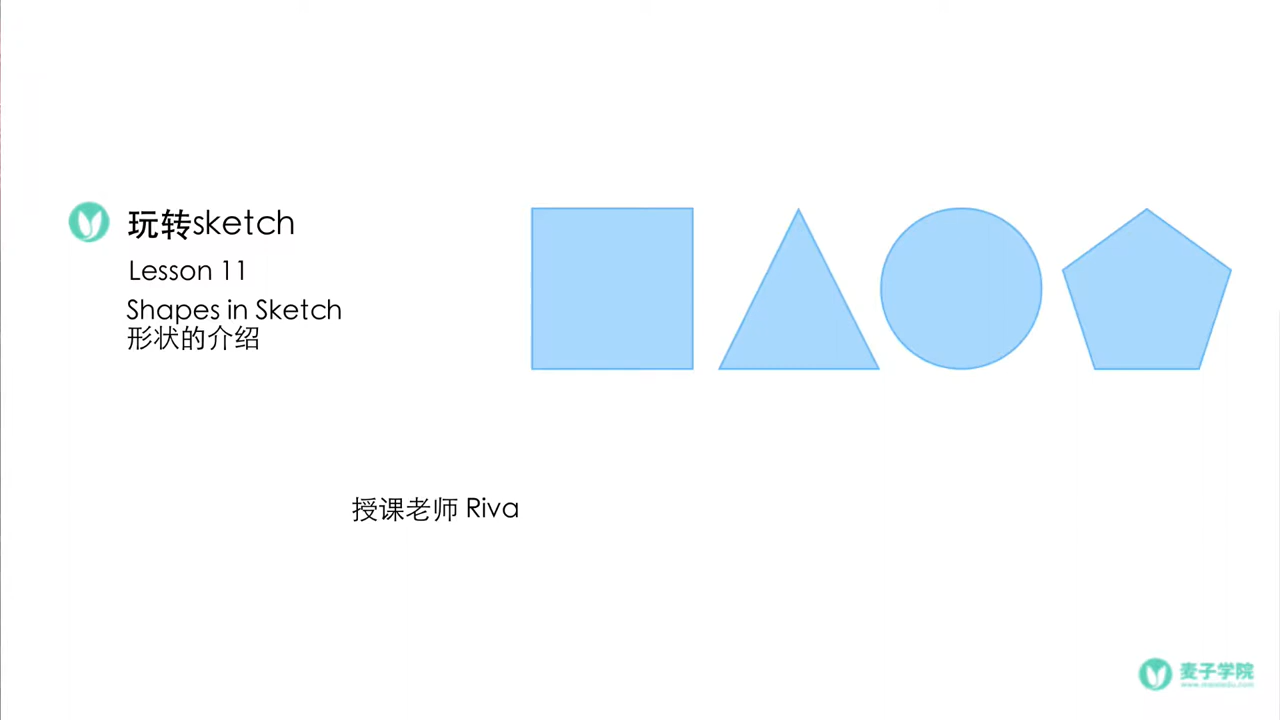 玩转sketch
Lesson 11
Shapes in Sketch
形状的介绍
授课老师 Riva
麦子学院